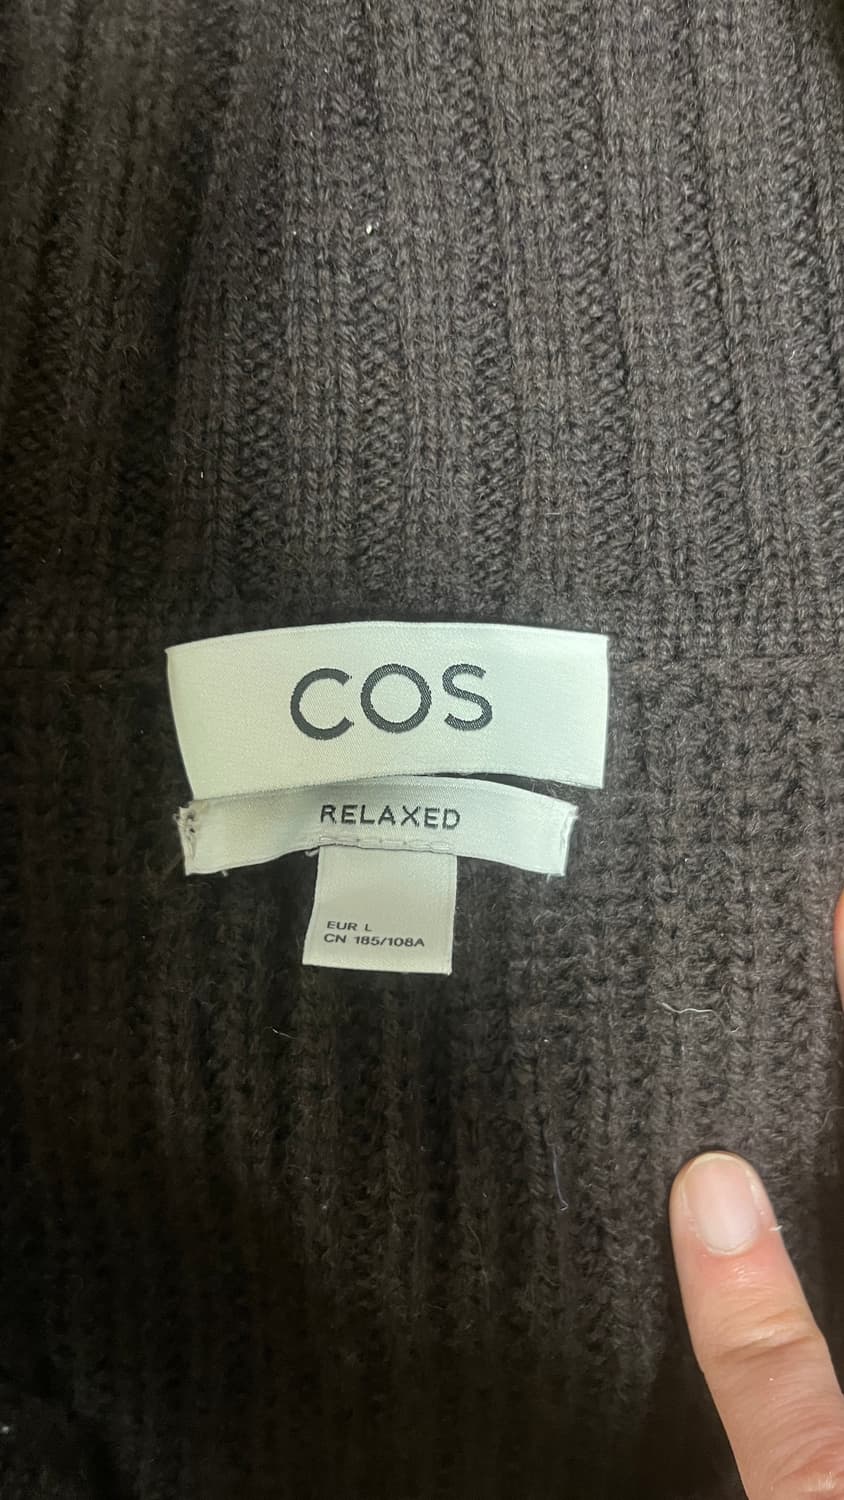 COS
RELAXED
EUR L
CN 185/108A